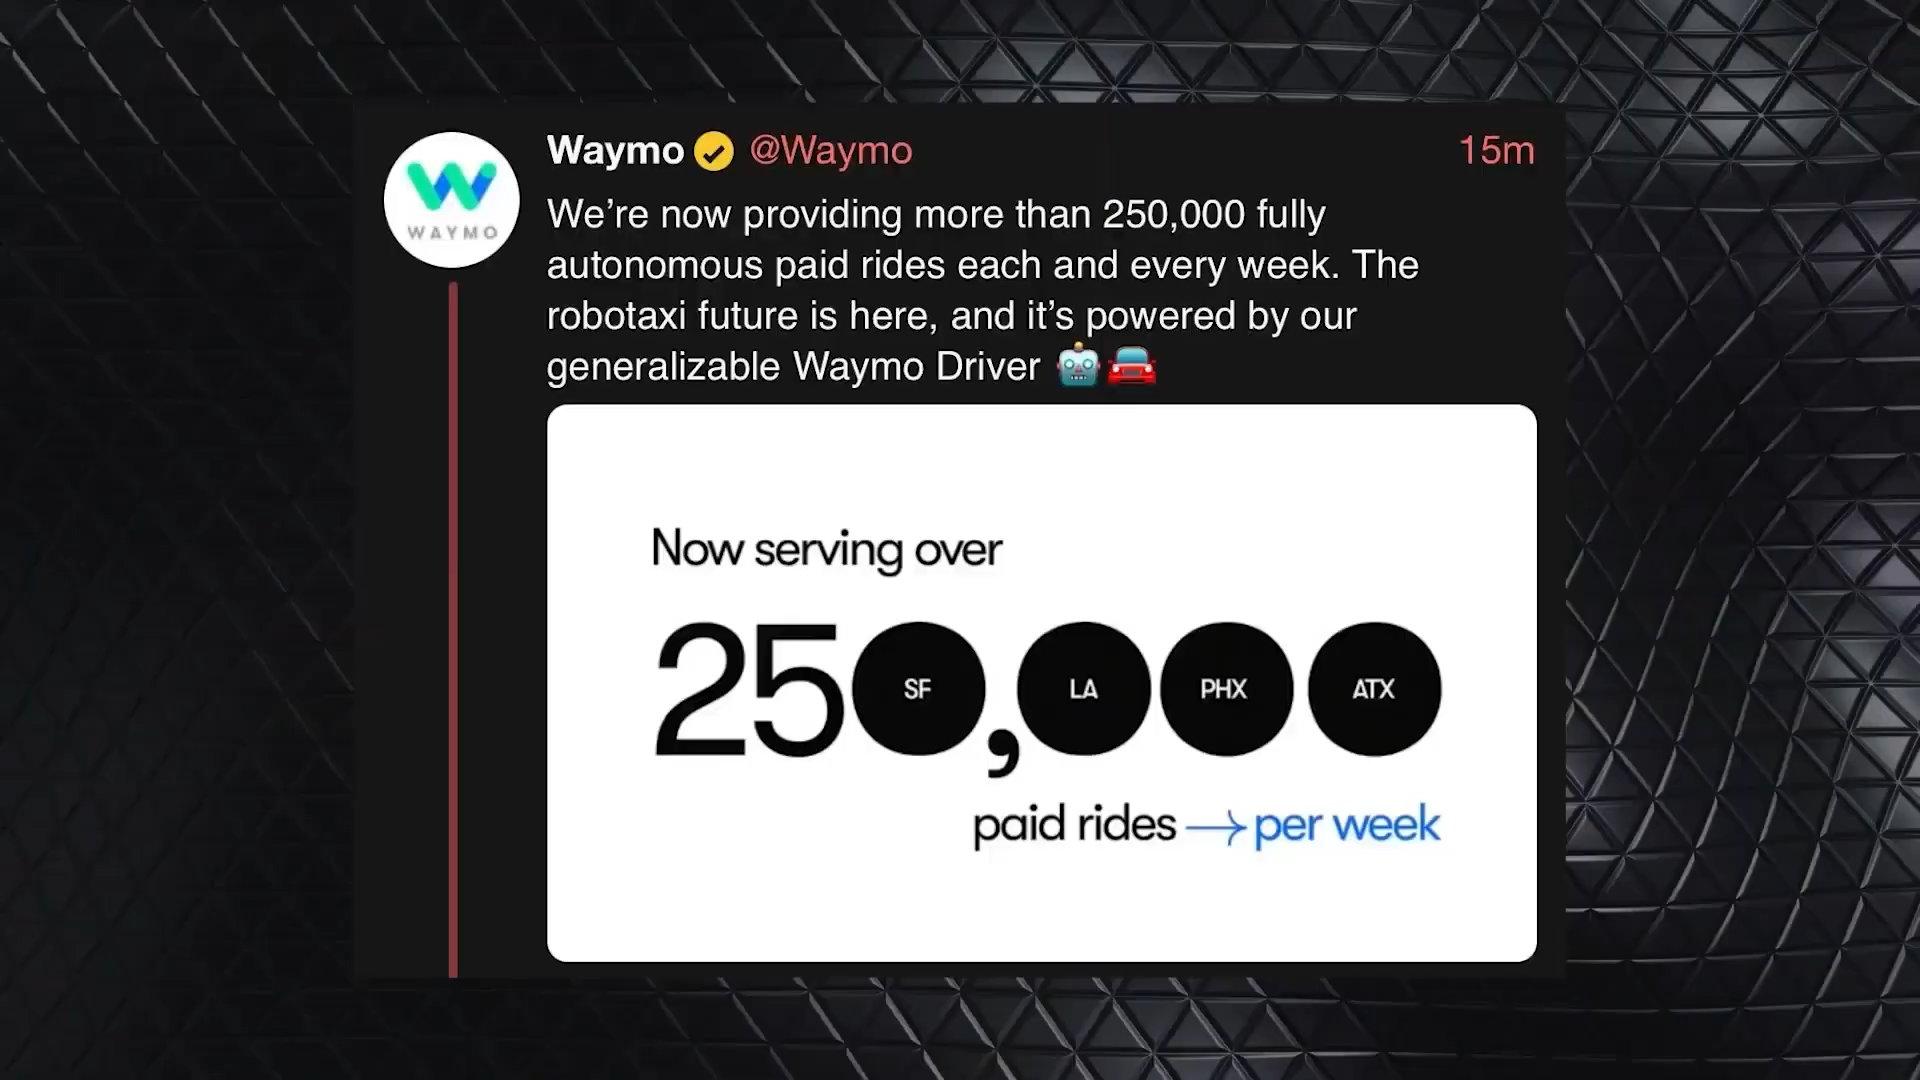 Waymo @Waymo 15m
WAYMO
We’re now providing more than 250,000 fully
autonomous paid rides each and every week. The
robotaxi future is here, and it’s powered by our
generalizable Waymo Driver 🤖🚘
Now serving over
250,000
SF LA PHX ATX
paid rides → per week